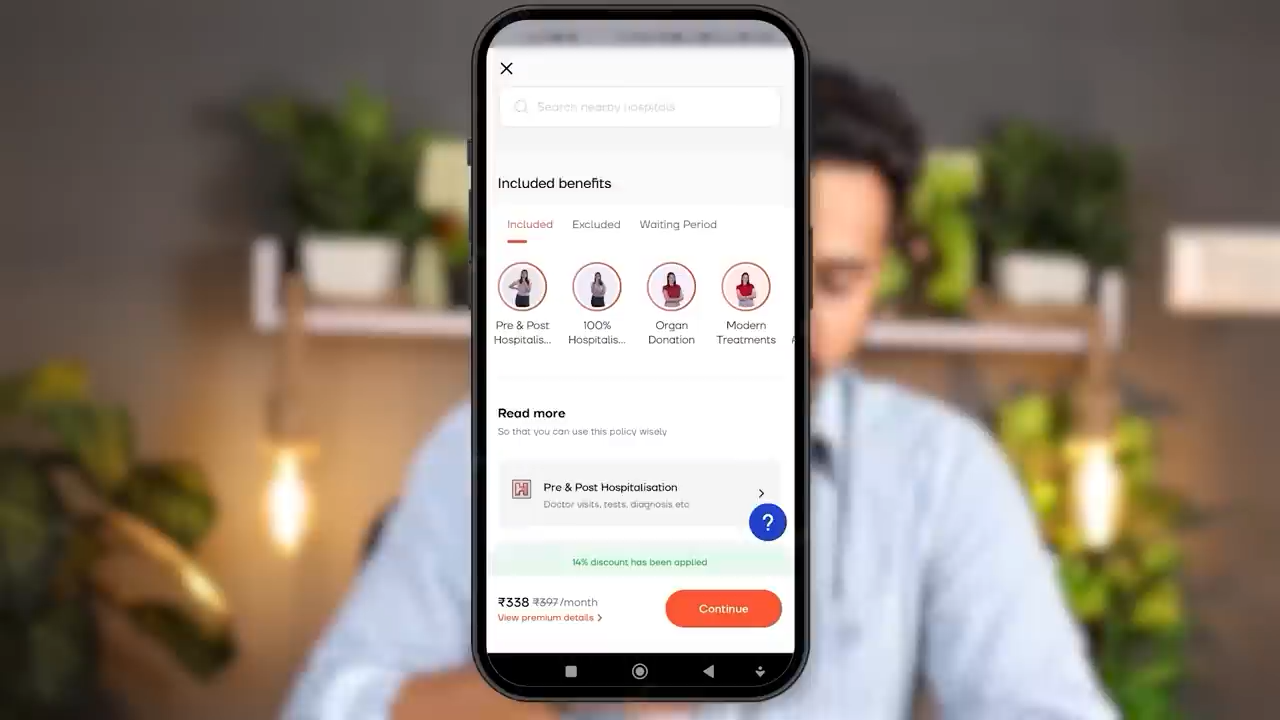 Search nearby hospitals
Included benefits
Included Excluded Waiting Period
Pre & Post
Hospitalis...
100%
Hospitalis...
Organ
Donation
Modern
Treatments
Read more
So that you can use this policy wisely
Pre & Post Hospitalisation
Doctor visits, tests, diagnosis etc
?
14% discount has been applied
₹338 ₹397/month
View premium details >
Continue